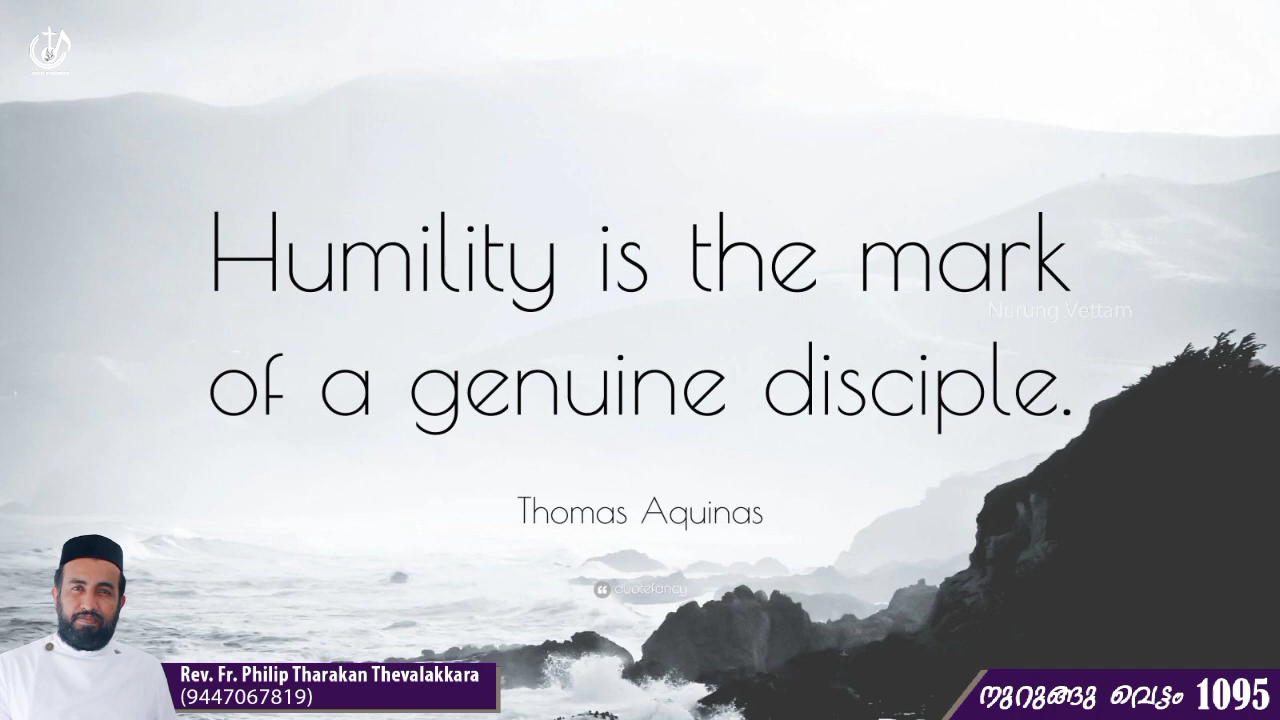 Humility is the mark
Nurung Vettam
of a genuine disciple.
Thomas Aquinas
quotefancy
Rev. Fr. Philip Tharakan Thevalakkara
(9447067819)
നുറുങ്ങു വെട്ടം 1095